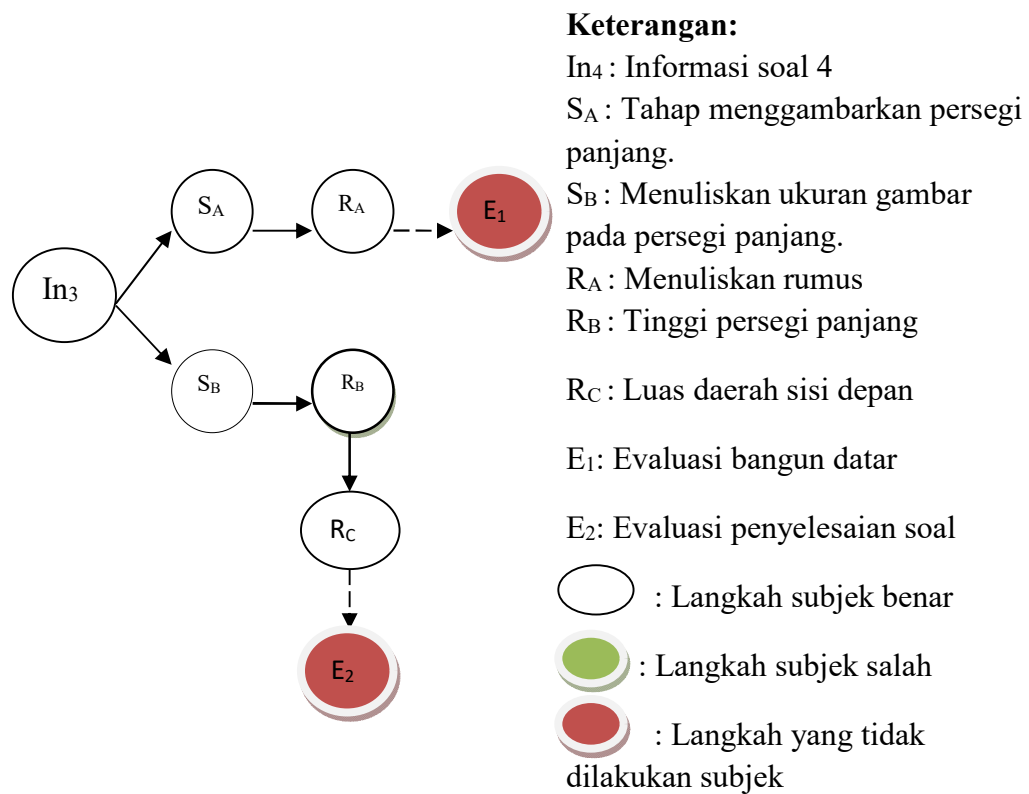 Keterangan:
In4 : Informasi soal 4
SA : Tahap menggambarkan persegi
panjang.
SB : Menuliskan ukuran gambar
pada persegi panjang.
RA : Menuliskan rumus
RB : Tinggi persegi panjang
RC : Luas daerah sisi depan
E1: Evaluasi bangun datar
E2: Evaluasi penyelesaian soal
: Langkah subjek benar
: Langkah subjek salah
: Langkah yang tidak
dilakukan subjek
SA
RA
E1
In3
SB
RB
RC
E2